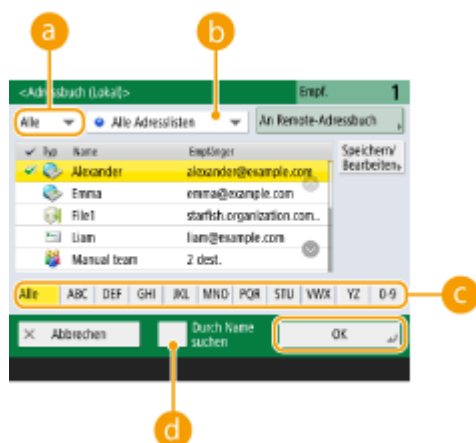 a
b
<Adressbuch (Lokal)> Empf. 1
Alle Alle Adresslisten An Remote-Adressbuch
Typ Name Empfänger Speichern/
Bearbeiten
Alexander alexander@example.com
Emma emma@example.com
File1 starfish.organization.com..
Liam liam@example.com
Manual team 2 dest.
Alle ABC DEF GHI JKL MNO PQR STU VWX YZ 0-9
c
× Abbrechen Durch Name
suchen OK
d